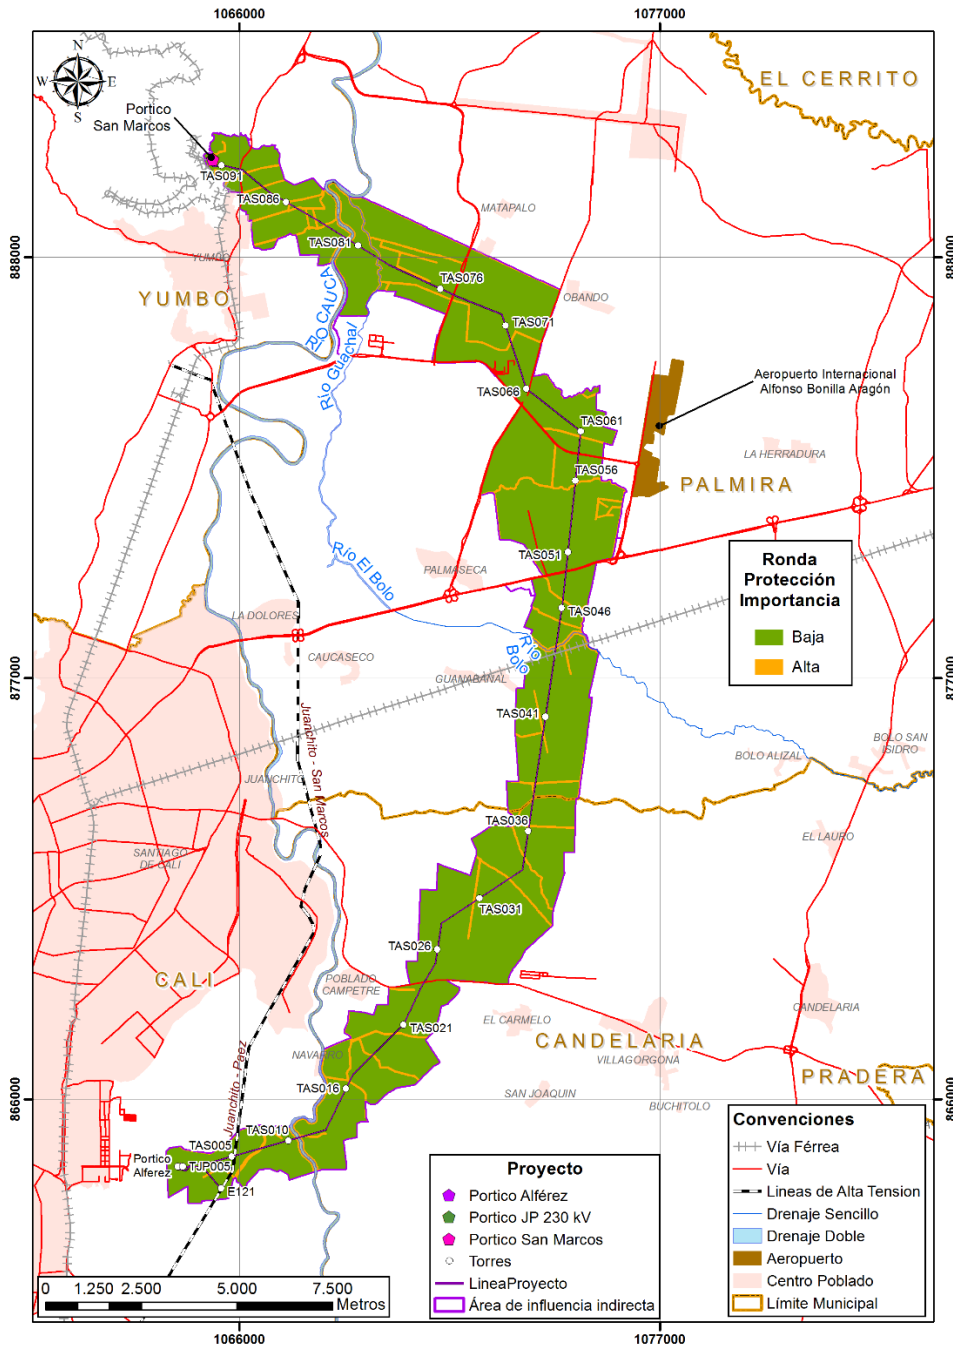 1066000
1077000
EL CERRITO
N
W
E
S
Portico
San Marcos
TAS091
TAS086
MATAPALO
TAS081
888000
888000
YUMBO
TAS076
YUMBO
OBANDO
RIO CAUCA
TAS071
Rio Guachal
Aeropuerto Internacional
Alfonso Bonilla Aragón
TAS066
TAS061
LA HERRADURA
TAS056
PALMIRA
TAS051
Río El Bolo
PALMASECA
Ronda
Protección
Importancia
Baja
Alta
TAS046
LA DOLORES
Río
Bolo
CAUCASECO
877000
877000
GUANABANAL
Juanchito - San Marcos
TAS041
BOLO SAN
ISIDRO
BOLO ALIZAL
JUANCHITO
TAS036
EL LAURO
SANTIAGO
DE CALI
TAS031
TAS026
CALI
POBLADO
CAMPETRE
CANDELARIA
EL CARMELO
TAS021
CANDELARIA
NAVARRO
VILLAGORGONA
PRADERA
Juanchito - Paez
TAS016
SAN JOAQUIN
BUCHITOLO
866000
866000
TAS010
TAS005
Portico
Alferez
TJP005
E121
Proyecto
Portico Alférez
Portico JP 230 kV
Portico San Marcos
Torres
LineaProyecto
Área de influencia indirecta
Convenciones
Vía Férrea
Vía
Lineas de Alta Tension
Drenaje Sencillo
Drenaje Doble
Aeropuerto
Centro Poblado
Límite Municipal
0 1.250 2.500 5.000 7.500
Metros
1066000
1077000